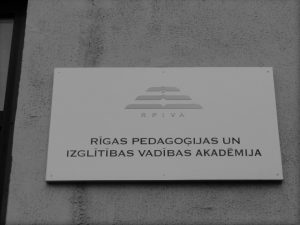 RPIVA
RĪGAS PEDAGOĢIJAS UN
IZGLĪTĪBAS VADĪBAS AKADĒMIJA